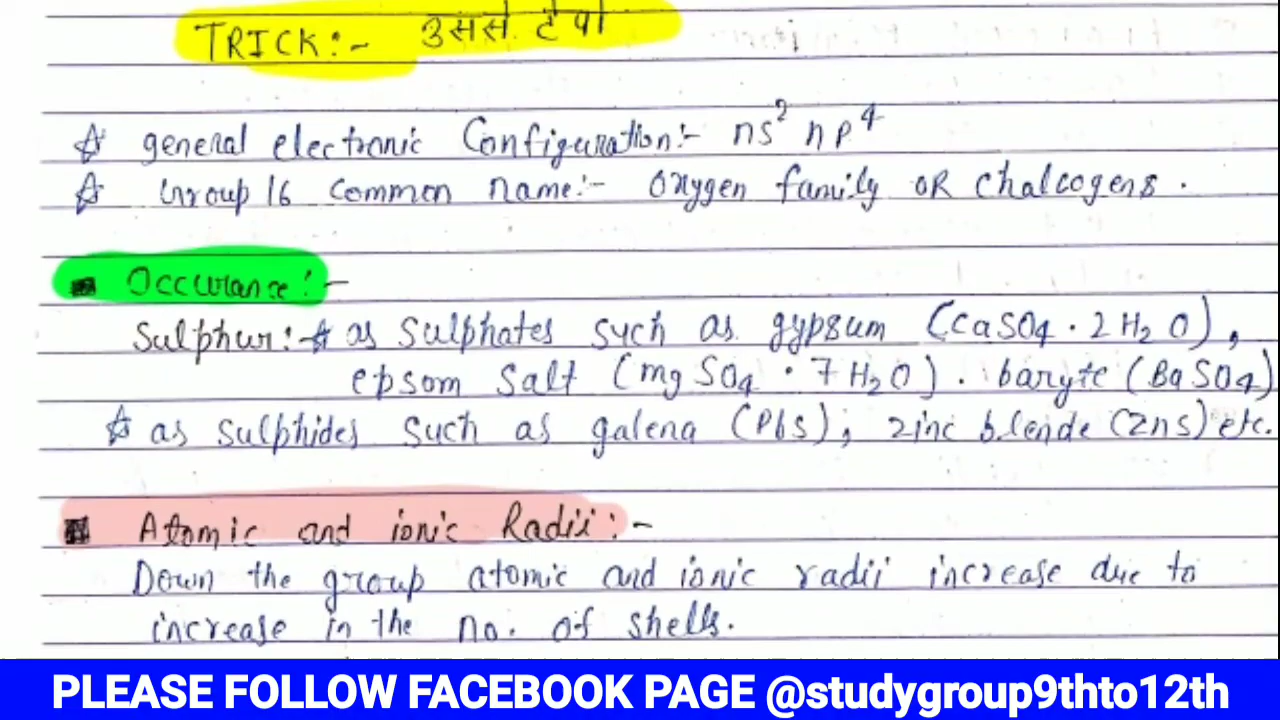 TRICK:- उससे टे पो
☆ general electronic Configuration:- ns² np⁴
☆ Group 16 common name:- Oxygen family OR Chalcogens.
Occurance:-
Sulphur:- ☆ as sulphates such as gypsum (CaSO4 · 2H2O),
epsom salt (mgSO4 · 7H2O). baryte (BaSO4)
☆ as sulphides such as galena (Pbs); zinc blende (zns) etc.
Atomic and ionic Radii:-
Down the group atomic and ionic radii increase due to
increase in the no. of shells.
PLEASE FOLLOW FACEBOOK PAGE @studygroup9thto12th